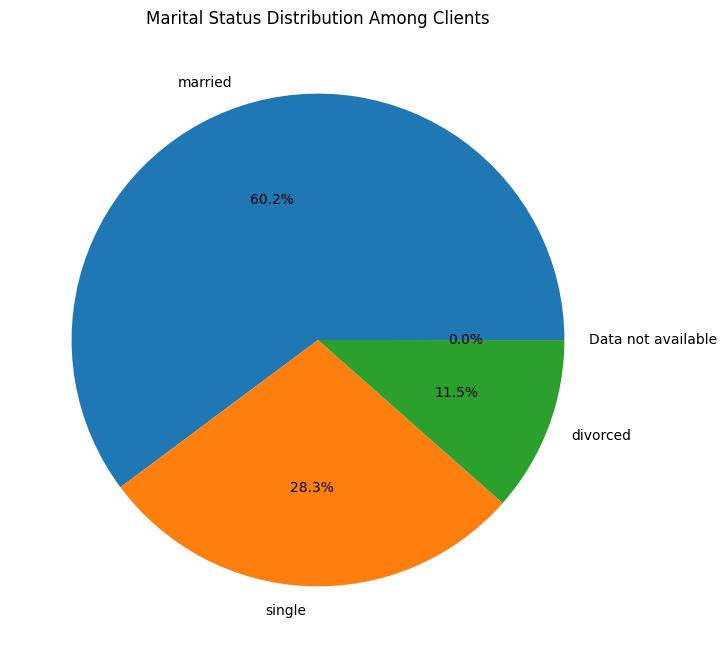 Marital Status Distribution Among Clients
married
60.2%
0.0%
Data not available
11.5%
divorced
28.3%
single